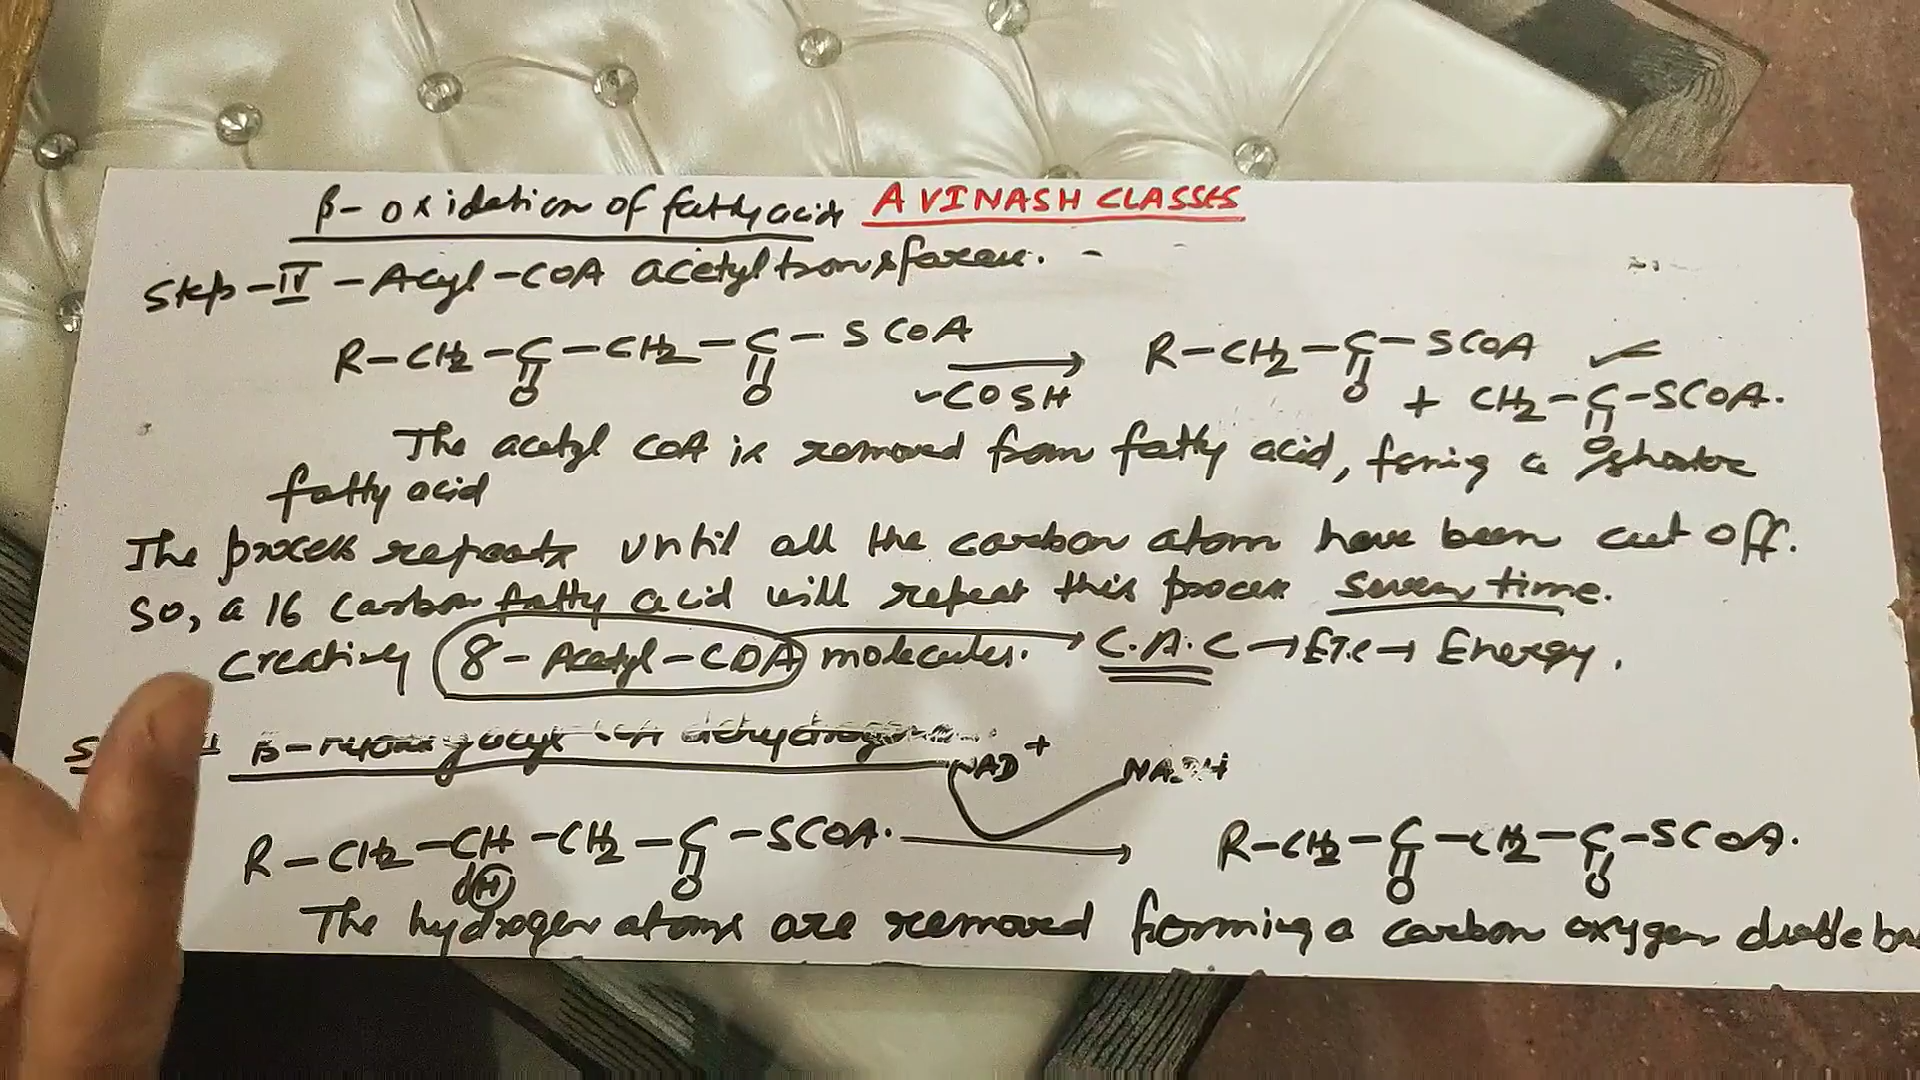 β- oxidation of fatty acid AVINASH CLASSES
Step-IV - Acyl-COA acetyl transferase. -
R-CH2-C-CH2-C-SCOA → R-CH2-C-SCOA ✓
O O COSH O + CH2-C-SCOA.
O
The acetyl COA is removed from fatty acid, forming a shorter
fatty acid
The process repeats until all the carbon atom have been cut off.
So, a 16 carbon fatty acid will repeat this process seven time.
creating 8-Acetyl-COA molecules. → C.A.C → ETC → Energy.
β- dehydrogen
NAD+ NADH
R-CH2-CH-CH2-C-SCOA. → R-CH2-C-CH2-C-SCOA.
OH O O O
The hydrogen atoms are removed forming a carbon oxygen double